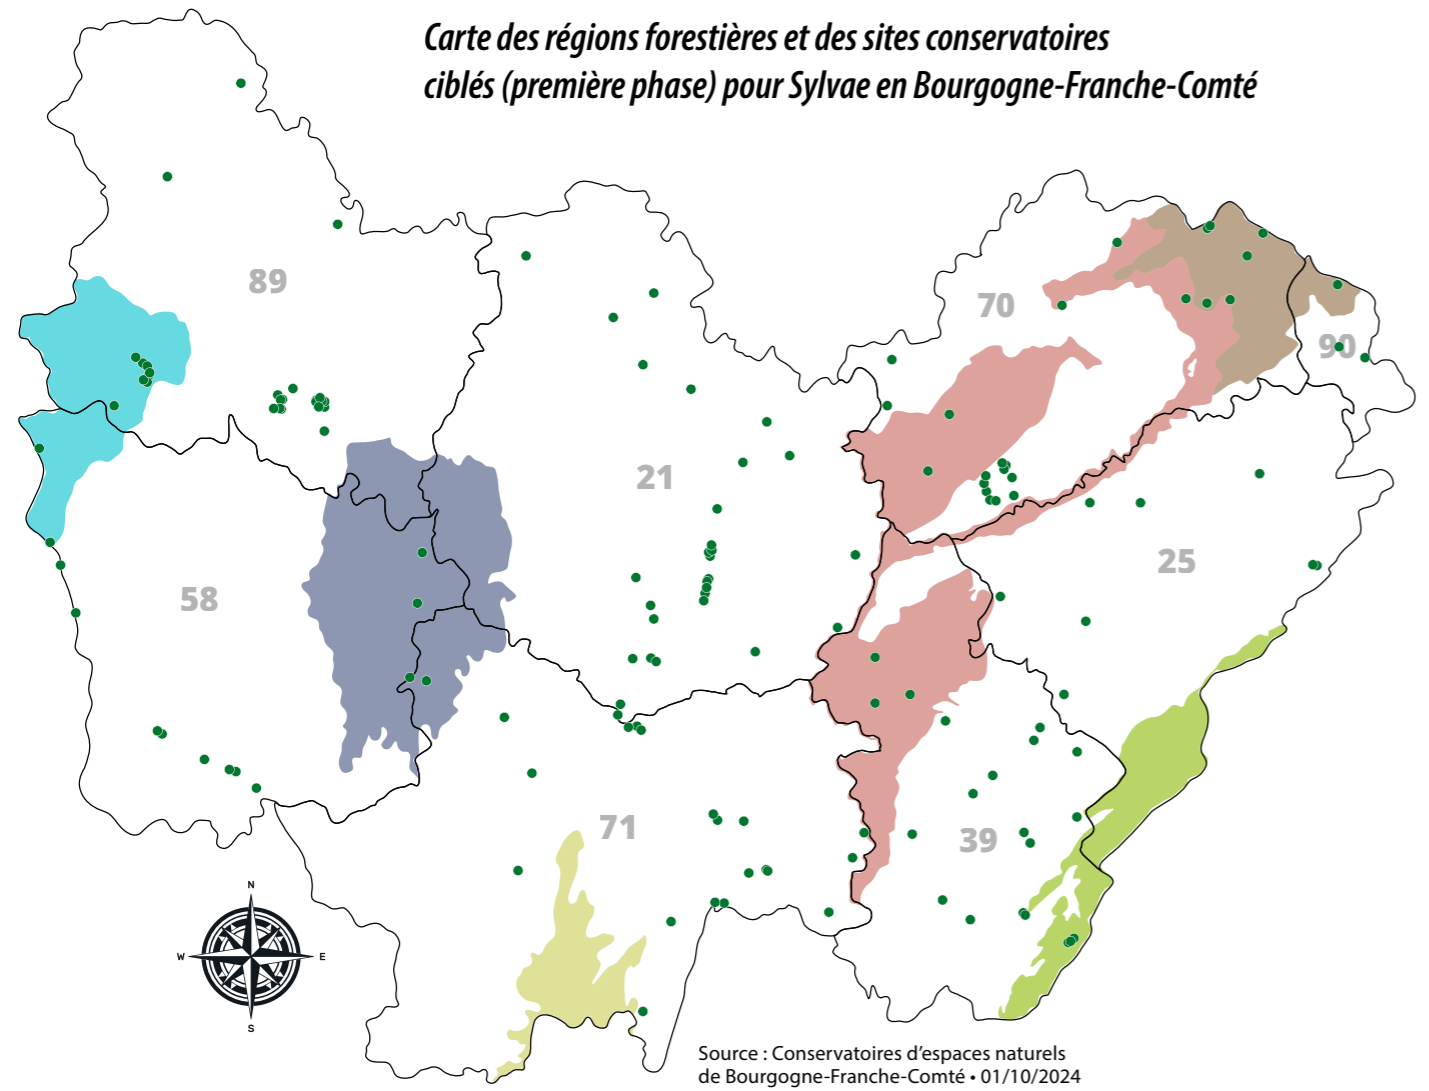 Carte des régions forestières et des sites conservatoires
ciblés (première phase) pour Sylvae en Bourgogne-Franche-Comté
89
70
90
21
25
58
71
39
N
W
E
S
Source : Conservatoires d'espaces naturels
de Bourgogne-Franche-Comté • 01/10/2024